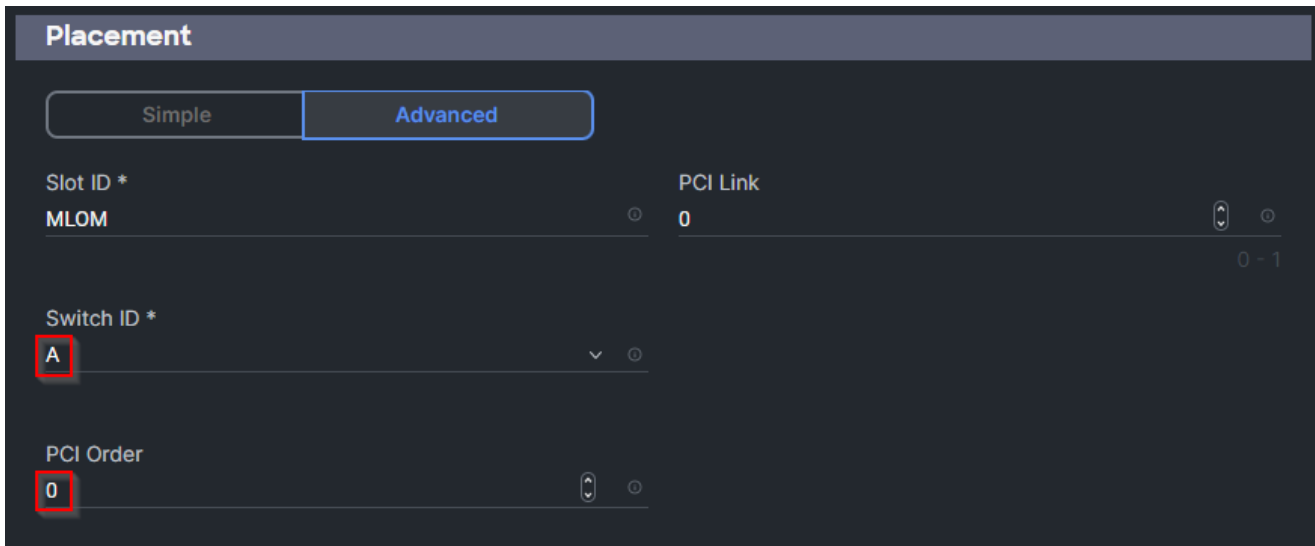 Placement
Simple Advanced
Slot ID * PCI Link
MLOM 0
0 - 1
Switch ID *
A
PCI Order
0